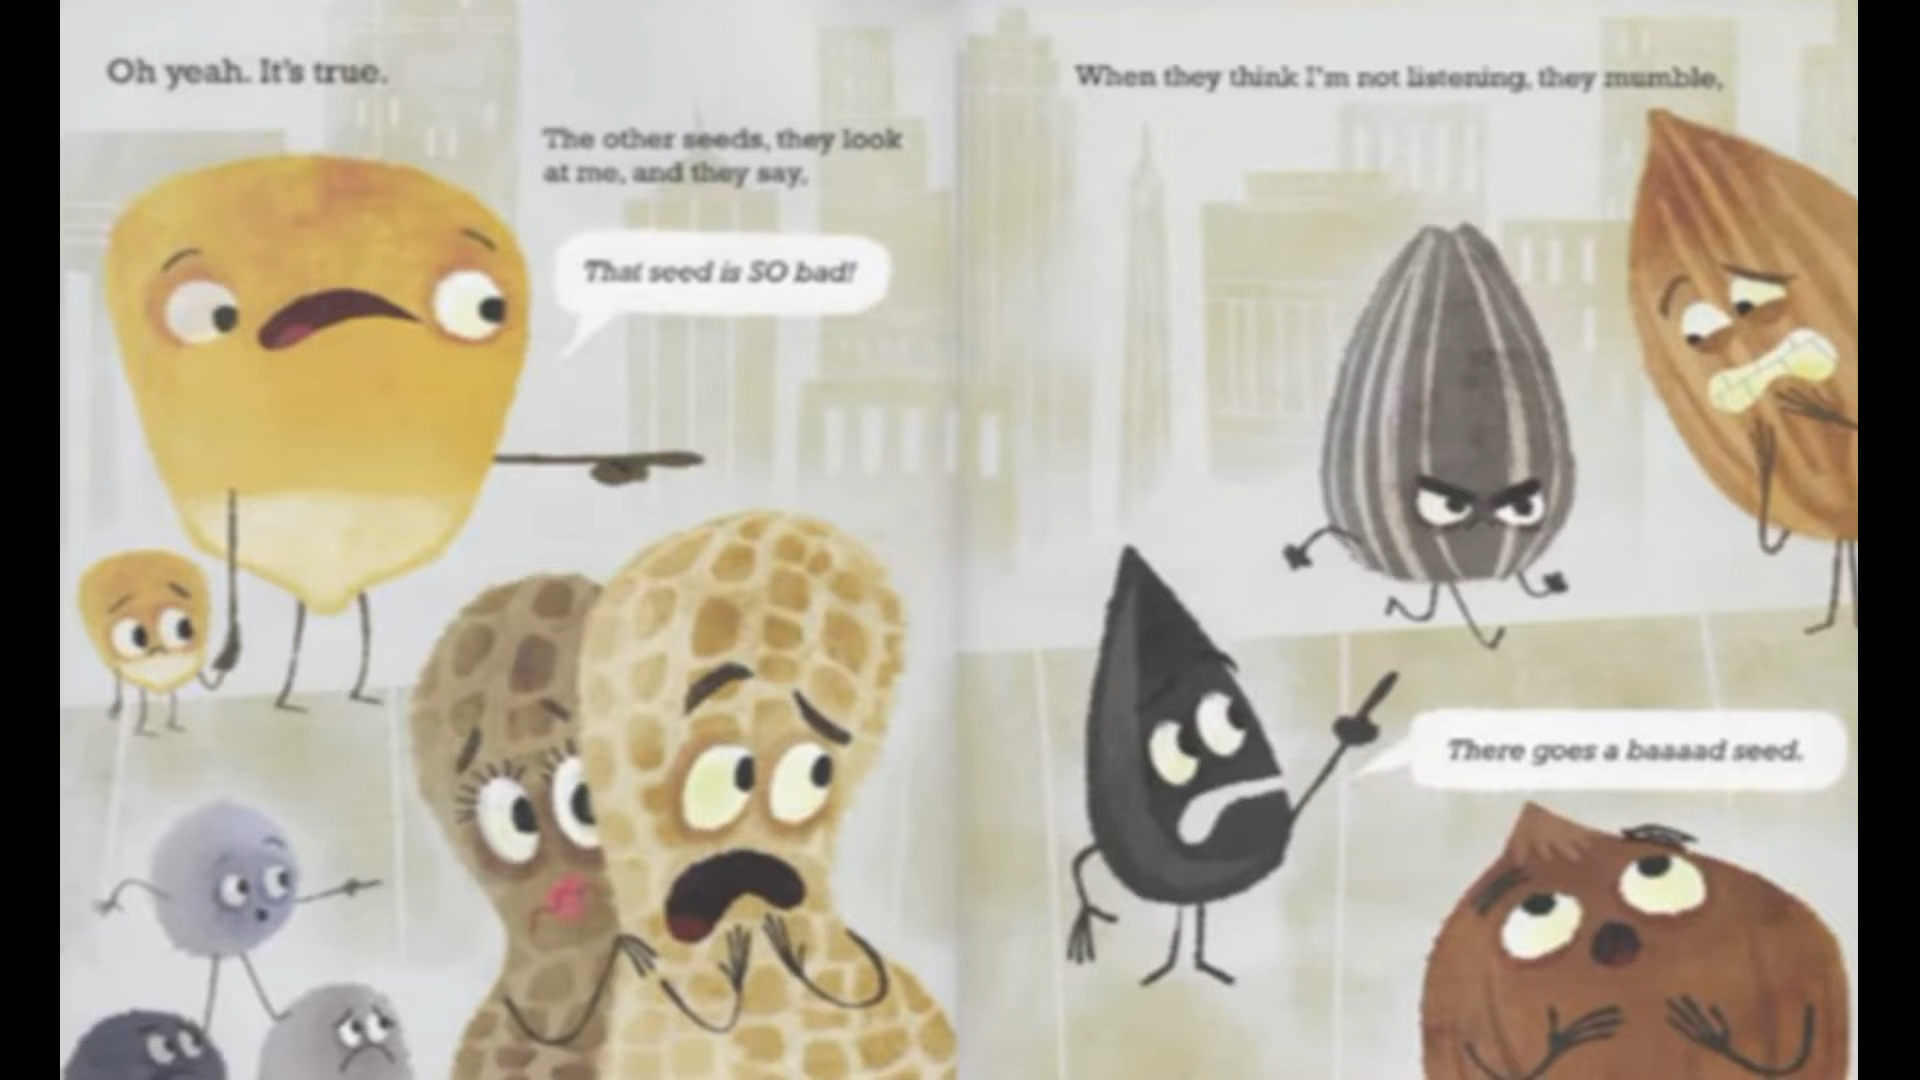 Oh yeah. It's true.
The other seeds, they look
at me, and they say,
That seed is SO bad!
When they think I'm not listening, they mumble,
There goes a baaaad seed.